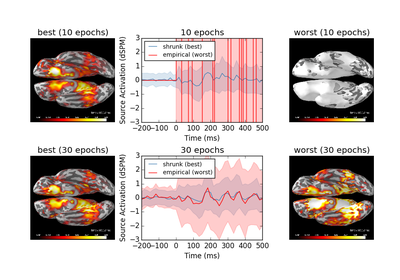 best (10 epochs)
10 epochs
worst (10 epochs)
Source Activation (dSPM)
3
2
1
0
−1
−2
−3
shrunk (best)
empirical (worst)
−200−100 0 100 200 300 400 500
Time (ms)
best (30 epochs)
30 epochs
worst (30 epochs)
Source Activation (dSPM)
3
2
1
0
−1
−2
−3
shrunk (best)
empirical (worst)
−200−100 0 100 200 300 400 500
Time (ms)